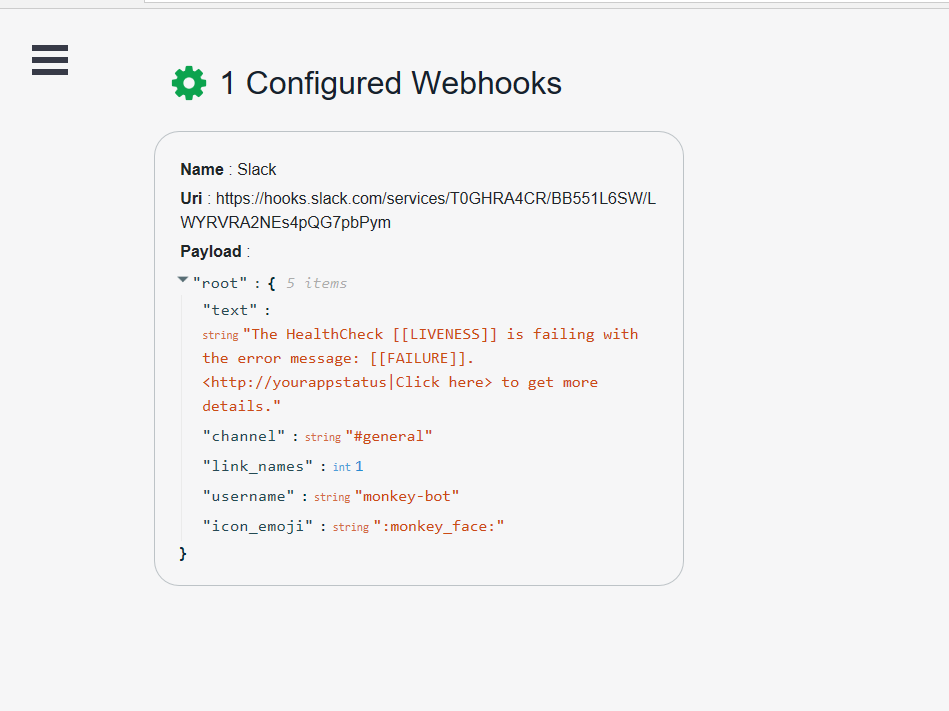 1 Configured Webhooks
Name : Slack
Uri : https://hooks.slack.com/services/T0GHRA4CR/BB551L6SW/L
WYRVRA2NEs4pQG7pbPym
Payload :
"root" : { 5 items
"text" :
string "The HealthCheck [[LIVENESS]] is failing with
the error message: [[FAILURE]].
<http://yourappstatus|Click here> to get more
details."
"channel" : string "#general"
"link_names" : int 1
"username" : string "monkey-bot"
"icon_emoji" : string ":monkey_face:"
}